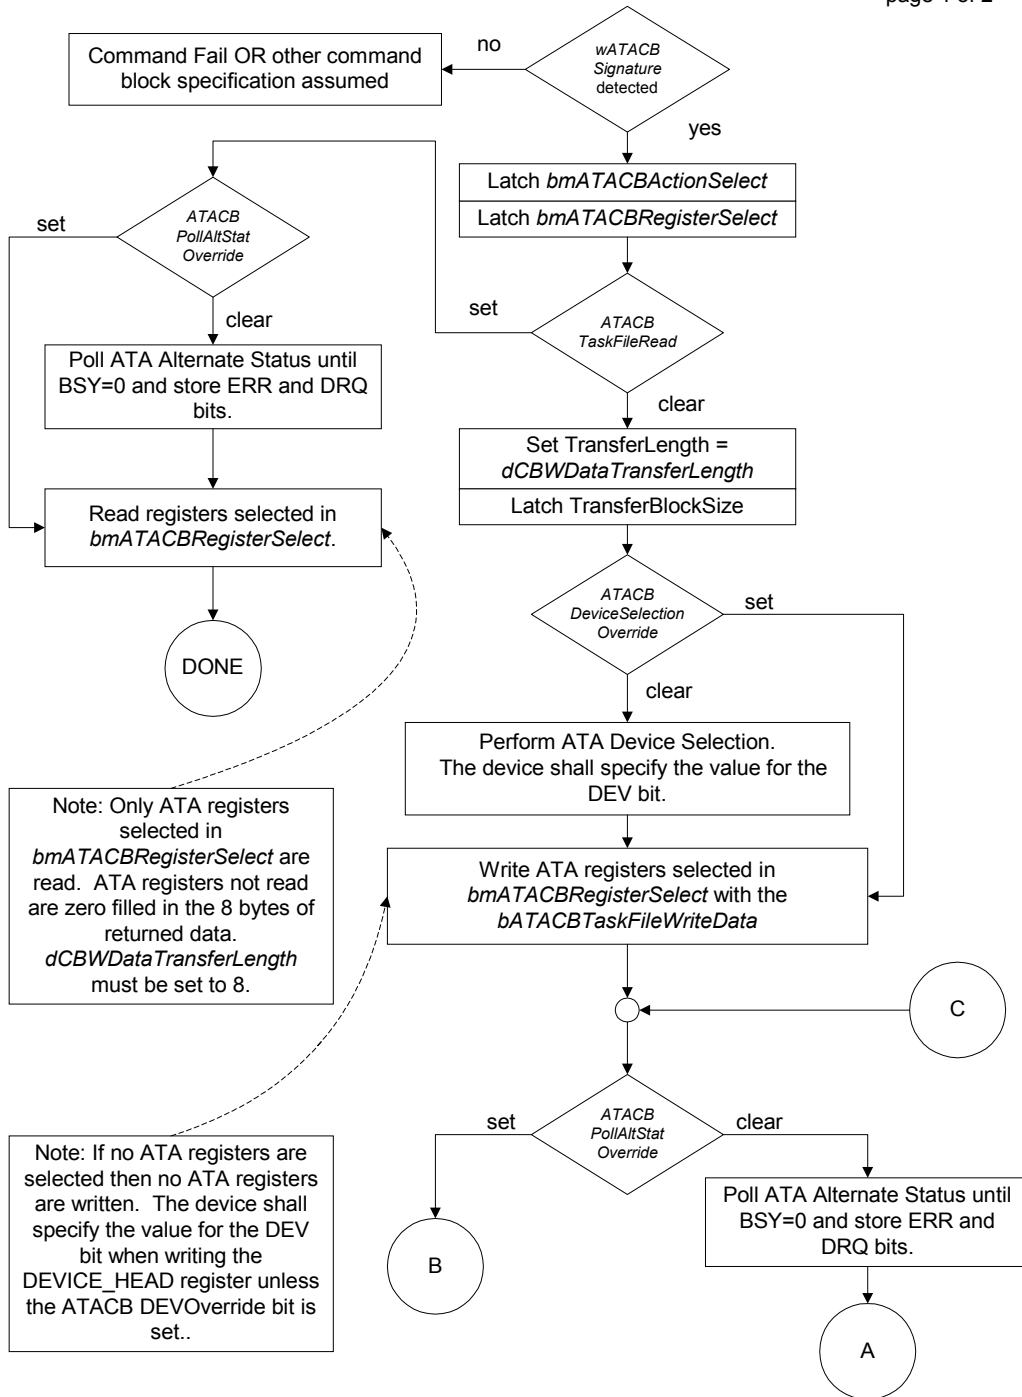 page 1 of 2
wATACB
Signature
detected
no
Command Fail OR other command
block specification assumed
yes
Latch bmATACBActionSelect
Latch bmATACBRegisterSelect
ATACB
PollAltStat
Override
set
clear
ATACB
TaskFileRead
set
clear
Poll ATA Alternate Status until
BSY=0 and store ERR and DRQ
bits.
Set TransferLength =
dCBWDataTransferLength
Latch TransferBlockSize
Read registers selected in
bmATACBRegisterSelect.
DONE
ATACB
DeviceSelection
Override
set
clear
Perform ATA Device Selection.
The device shall specify the value for the
DEV bit.
Note: Only ATA registers
selected in
bmATACBRegisterSelect are
read. ATA registers not read
are zero filled in the 8 bytes of
returned data.
dCBWDataTransferLength
must be set to 8.
Write ATA registers selected in
bmATACBRegisterSelect with the
bATACBTaskFileWriteData
C
ATACB
PollAltStat
Override
set
clear
Note: If no ATA registers are
selected then no ATA registers
are written. The device shall
specify the value for the DEV
bit when writing the
DEVICE_HEAD register unless
the ATACB DEVOverride bit is
set..
B
Poll ATA Alternate Status until
BSY=0 and store ERR and
DRQ bits.
A